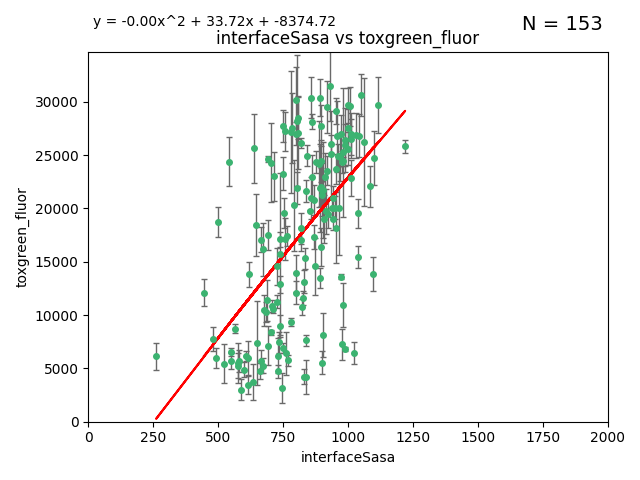 y = -0.00x^2 + 33.72x + -8374.72
N = 153
interfaceSasa vs toxgreen_fluor
toxgreen_fluor
30000
25000
20000
15000
10000
5000
0
0 250 500 750 1000 1250 1500 1750 2000
interfaceSasa